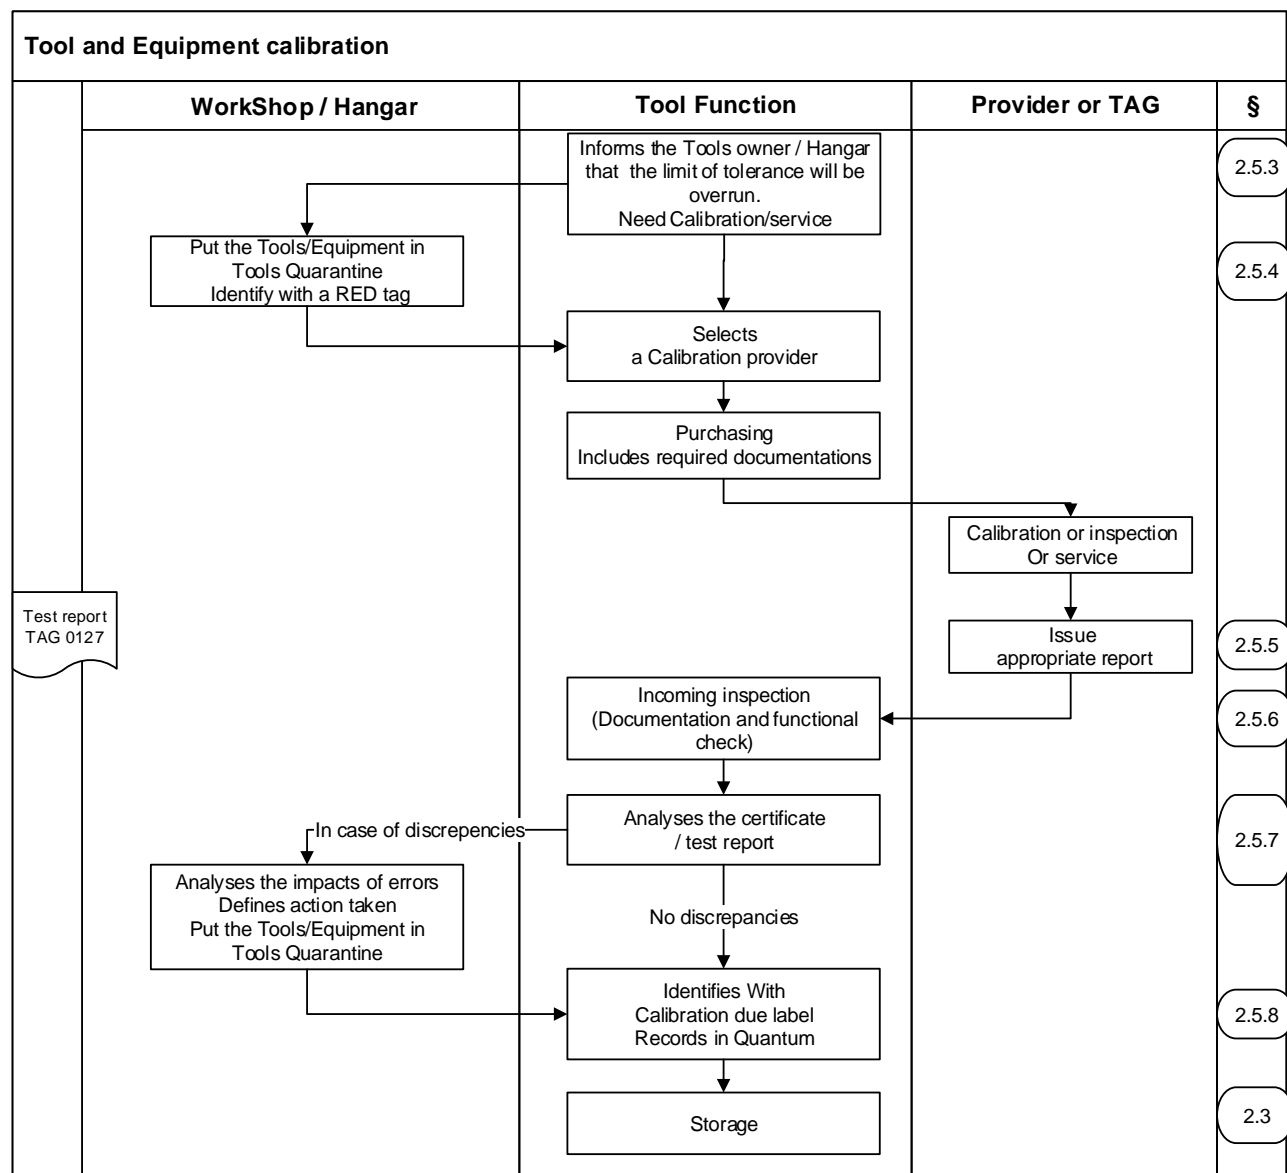 Tool and Equipment calibration
WorkShop / Hangar
Tool Function
Provider or TAG
§
Informs the Tools owner / Hangar
that the limit of tolerance will be
overrun.
Need Calibration/service
2.5.3
Put the Tools/Equipment in
Tools Quarantine
Identify with a RED tag
2.5.4
Selects
a Calibration provider
Purchasing
Includes required documentations
Calibration or inspection
Or service
Test report
TAG 0127
Issue
appropriate report
2.5.5
Incoming inspection
(Documentation and functional
check)
2.5.6
Analyses the certificate
/ test report
In case of discrepencies
2.5.7
Analyses the impacts of errors
Defines action taken
Put the Tools/Equipment in
Tools Quarantine
No discrepancies
Identifies With
Calibration due label
Records in Quantum
2.5.8
Storage
2.3